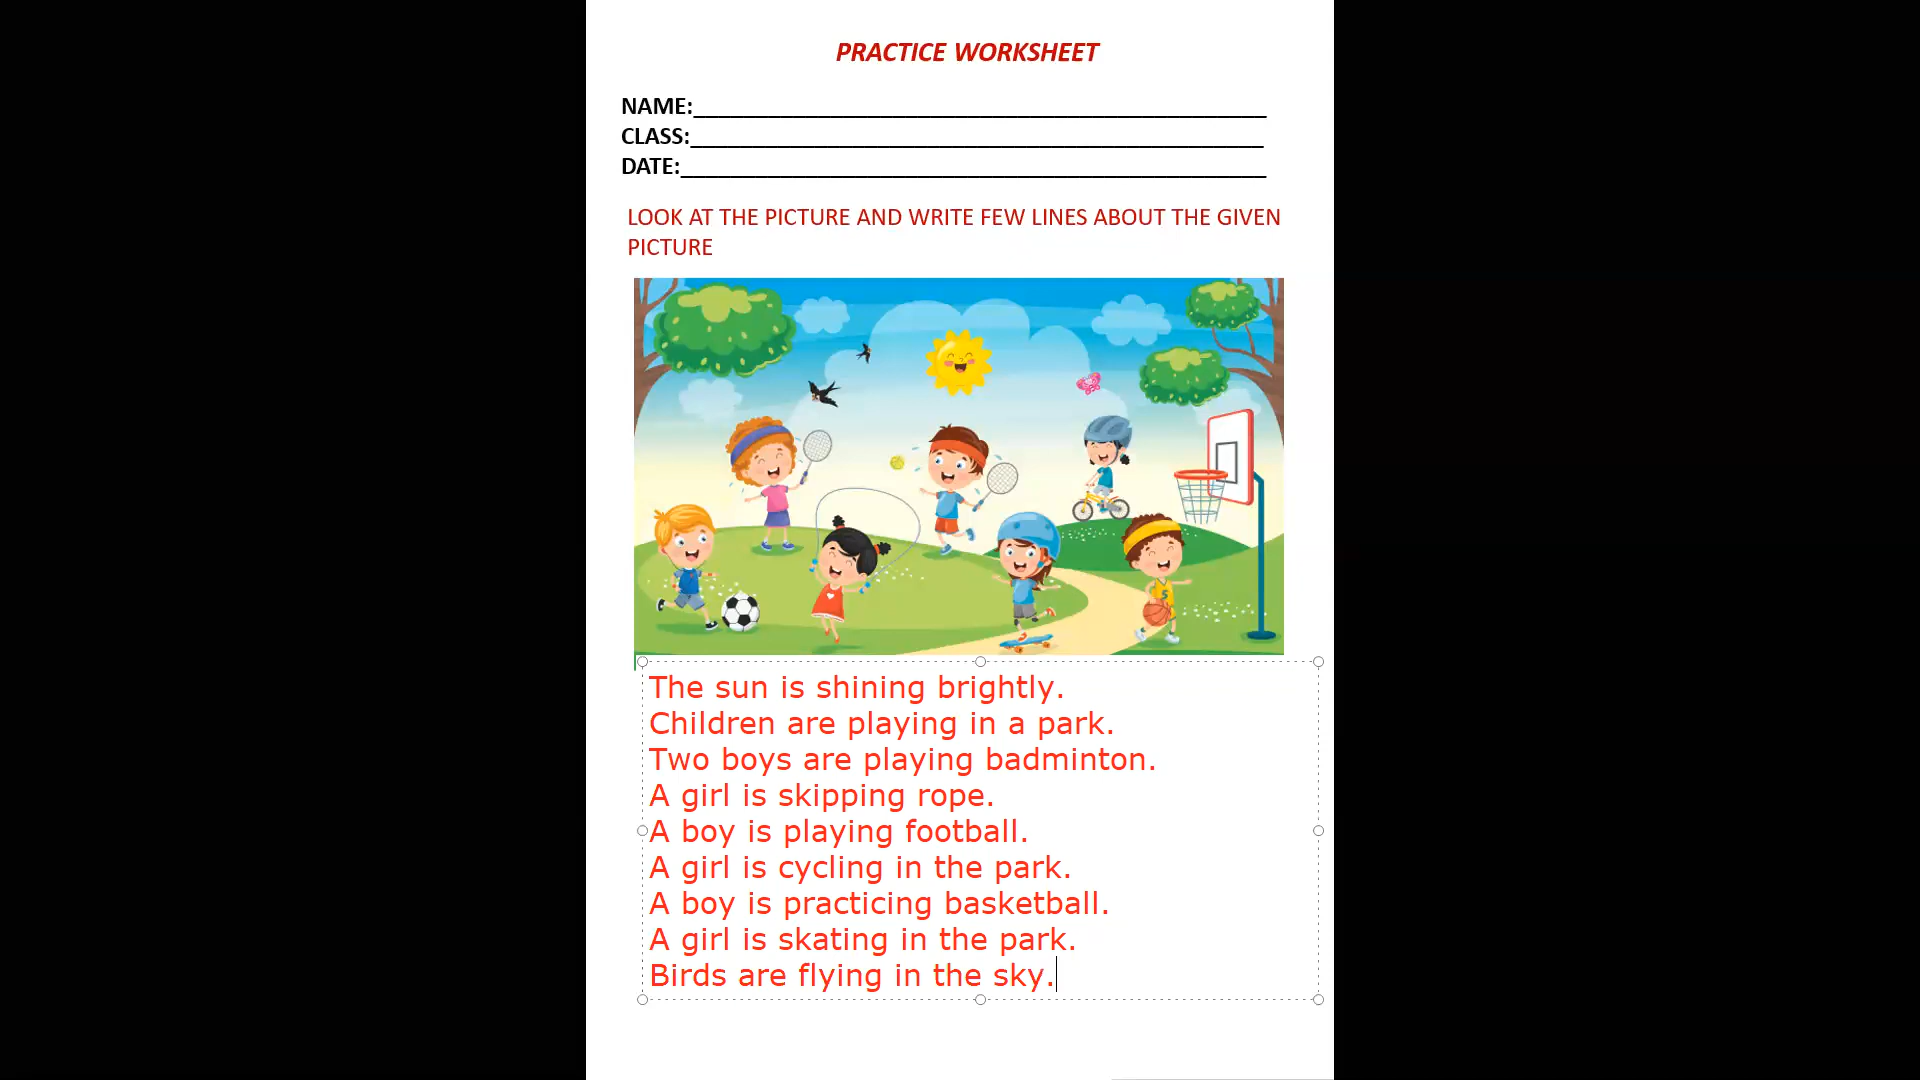 PRACTICE WORKSHEET
NAME:
CLASS:
DATE:
LOOK AT THE PICTURE AND WRITE FEW LINES ABOUT THE GIVEN
PICTURE
5
The sun is shining brightly.
Children are playing in a park.
Two boys are playing badminton.
A girl is skipping rope.
A boy is playing football.
A girl is cycling in the park.
A boy is practicing basketball.
A girl is skating in the park.
Birds are flying in the sky.